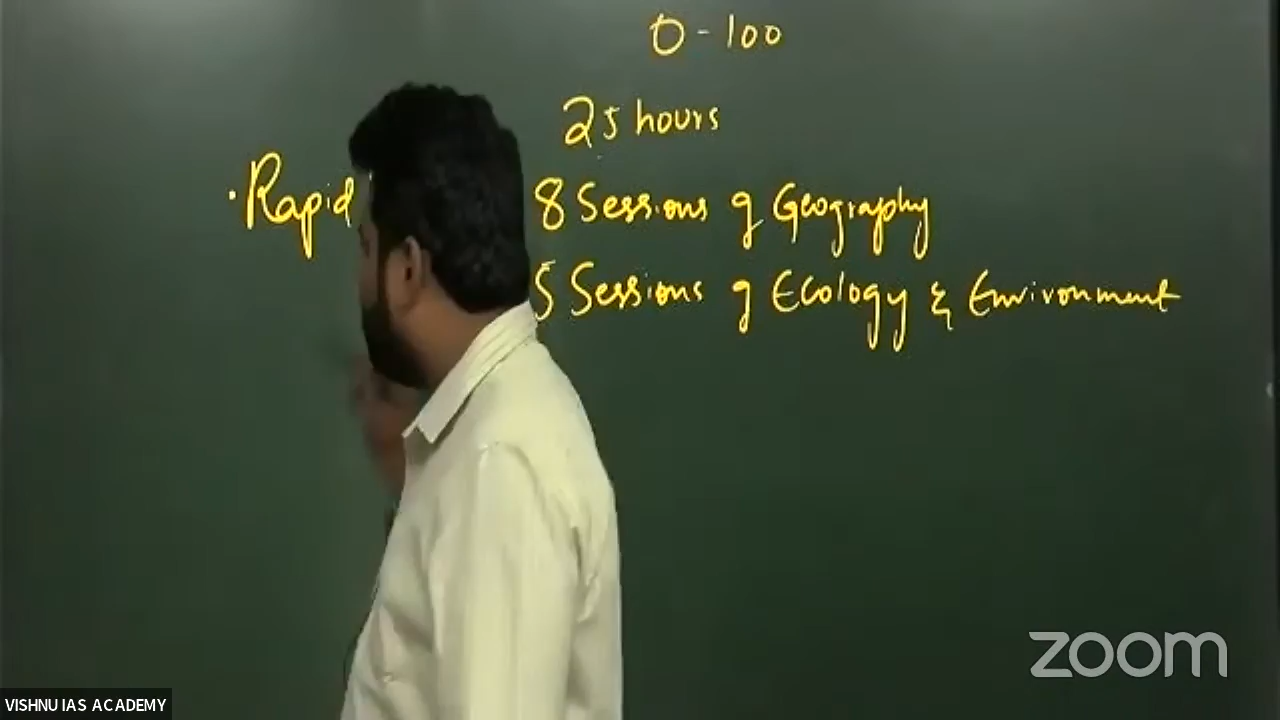 0-100
25 hours
· Rapid
8 Sessions of Geography
5 Sessions of Ecology & Environment
zoom
VISHNU IAS ACADEMY